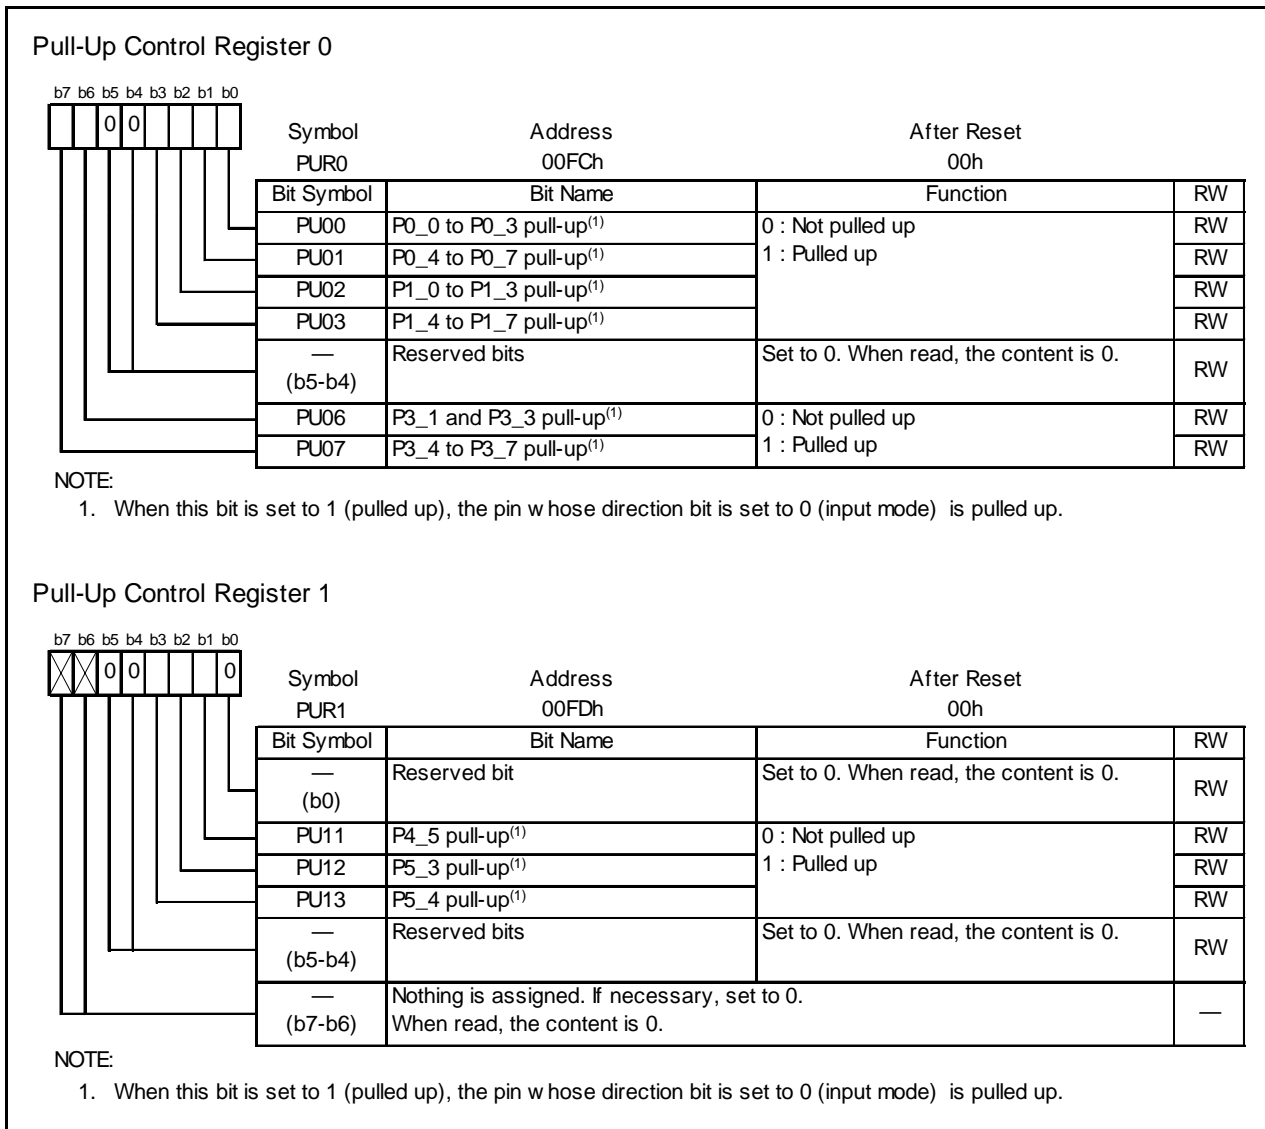 Pull-Up Control Register 0
b7 b6 b5 b4 b3 b2 b1 b0
0 0
Symbol Address After Reset
PUR0 00FCh 00h
Bit Symbol Bit Name Function RW
PU00 P0_0 to P0_3 pull-up(1) 0 : Not pulled up RW
PU01 P0_4 to P0_7 pull-up(1) 1 : Pulled up RW
PU02 P1_0 to P1_3 pull-up(1) RW
PU03 P1_4 to P1_7 pull-up(1) RW
— Reserved bits Set to 0. When read, the content is 0.
(b5-b4) RW
PU06 P3_1 and P3_3 pull-up(1) 0 : Not pulled up RW
PU07 P3_4 to P3_7 pull-up(1) 1 : Pulled up RW
NOTE:
1. When this bit is set to 1 (pulled up), the pin whose direction bit is set to 0 (input mode) is pulled up.
Pull-Up Control Register 1
b7 b6 b5 b4 b3 b2 b1 b0
0 0 0
Symbol Address After Reset
PUR1 00FDh 00h
Bit Symbol Bit Name Function RW
— Reserved bit Set to 0. When read, the content is 0.
(b0) RW
PU11 P4_5 pull-up(1) 0 : Not pulled up RW
PU12 P5_3 pull-up(1) 1 : Pulled up RW
PU13 P5_4 pull-up(1) RW
— Reserved bits Set to 0. When read, the content is 0.
(b5-b4) RW
— Nothing is assigned. If necessary, set to 0. —
(b7-b6) When read, the content is 0.
NOTE:
1. When this bit is set to 1 (pulled up), the pin whose direction bit is set to 0 (input mode) is pulled up.